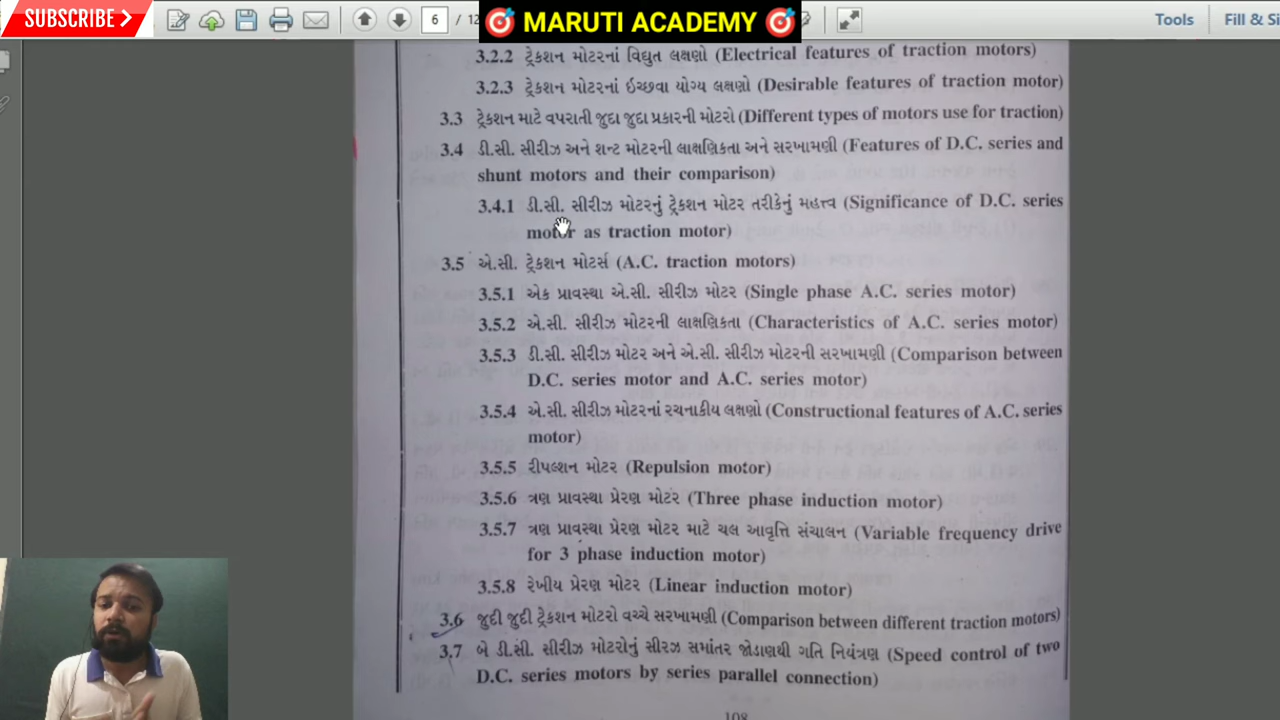 SUBSCRIBE
6 / 12
🎯 MARUTI ACADEMY 🎯
Tools
Fill & Si
3.2.2 ટ્રેકશન મોટરનાં વિદ્યુત લક્ષણો (Electrical features of traction motors)
3.2.3 ટ્રેકશન મોટરનાં ઇચ્છવા યોગ્ય લક્ષણો (Desirable features of traction motor)
3.3 ટ્રેકશન માટે વપરાતી જુદા જુદા પ્રકારની મોટરો (Different types of motors use for traction)
3.4 ડી.સી. સીરીઝ અને શન્ટ મોટરની લાક્ષણિકતા અને સરખામણી (Features of D.C. series and
shunt motors and their comparison)
3.4.1 ડી.સી. સીરીઝ મોટરનું ટ્રેકશન મોટર તરીકેનું મહત્ત્વ (Significance of D.C. series
motor as traction motor)
3.5 એ.સી. ટ્રેકશન મોટર્સ (A.C. traction motors)
3.5.1 એક પ્રાવસ્થા એ.સી. સીરીઝ મોટર (Single phase A.C. series motor)
3.5.2 એ.સી. સીરીઝ મોટરની લાક્ષણિકતા (Characteristics of A.C. series motor)
3.5.3 ડી.સી. સીરીઝ મોટર અને એ.સી. સીરીઝ મોટરની સરખામણી (Comparison between
D.C. series motor and A.C. series motor)
3.5.4 એ.સી. સીરીઝ મોટરનાં રચનાકીય લક્ષણો (Constructional features of A.C. series
motor)
3.5.5 રીપલ્શન મોટર (Repulsion motor)
3.5.6 ત્રણ પ્રાવસ્થા પ્રેરણ મોટર (Three phase induction motor)
3.5.7 ત્રણ પ્રાવસ્થા પ્રેરણ મોટર માટે ચલ આવૃત્તિ સંચાલન (Variable frequency drive
for 3 phase induction motor)
3.5.8 રેખીય પ્રેરણ મોટર (Linear induction motor)
3.6 જુદી જુદી ટ્રેકશન મોટરો વચ્ચે સરખામણી (Comparison between different traction motors)
3.7 બે ડી.સી. સીરીઝ મોટરોનું સીરઝ સમાંતર જોડાણથી ગતિ નિયંત્રણ (Speed control of two
D.C. series motors by series parallel connection)
108